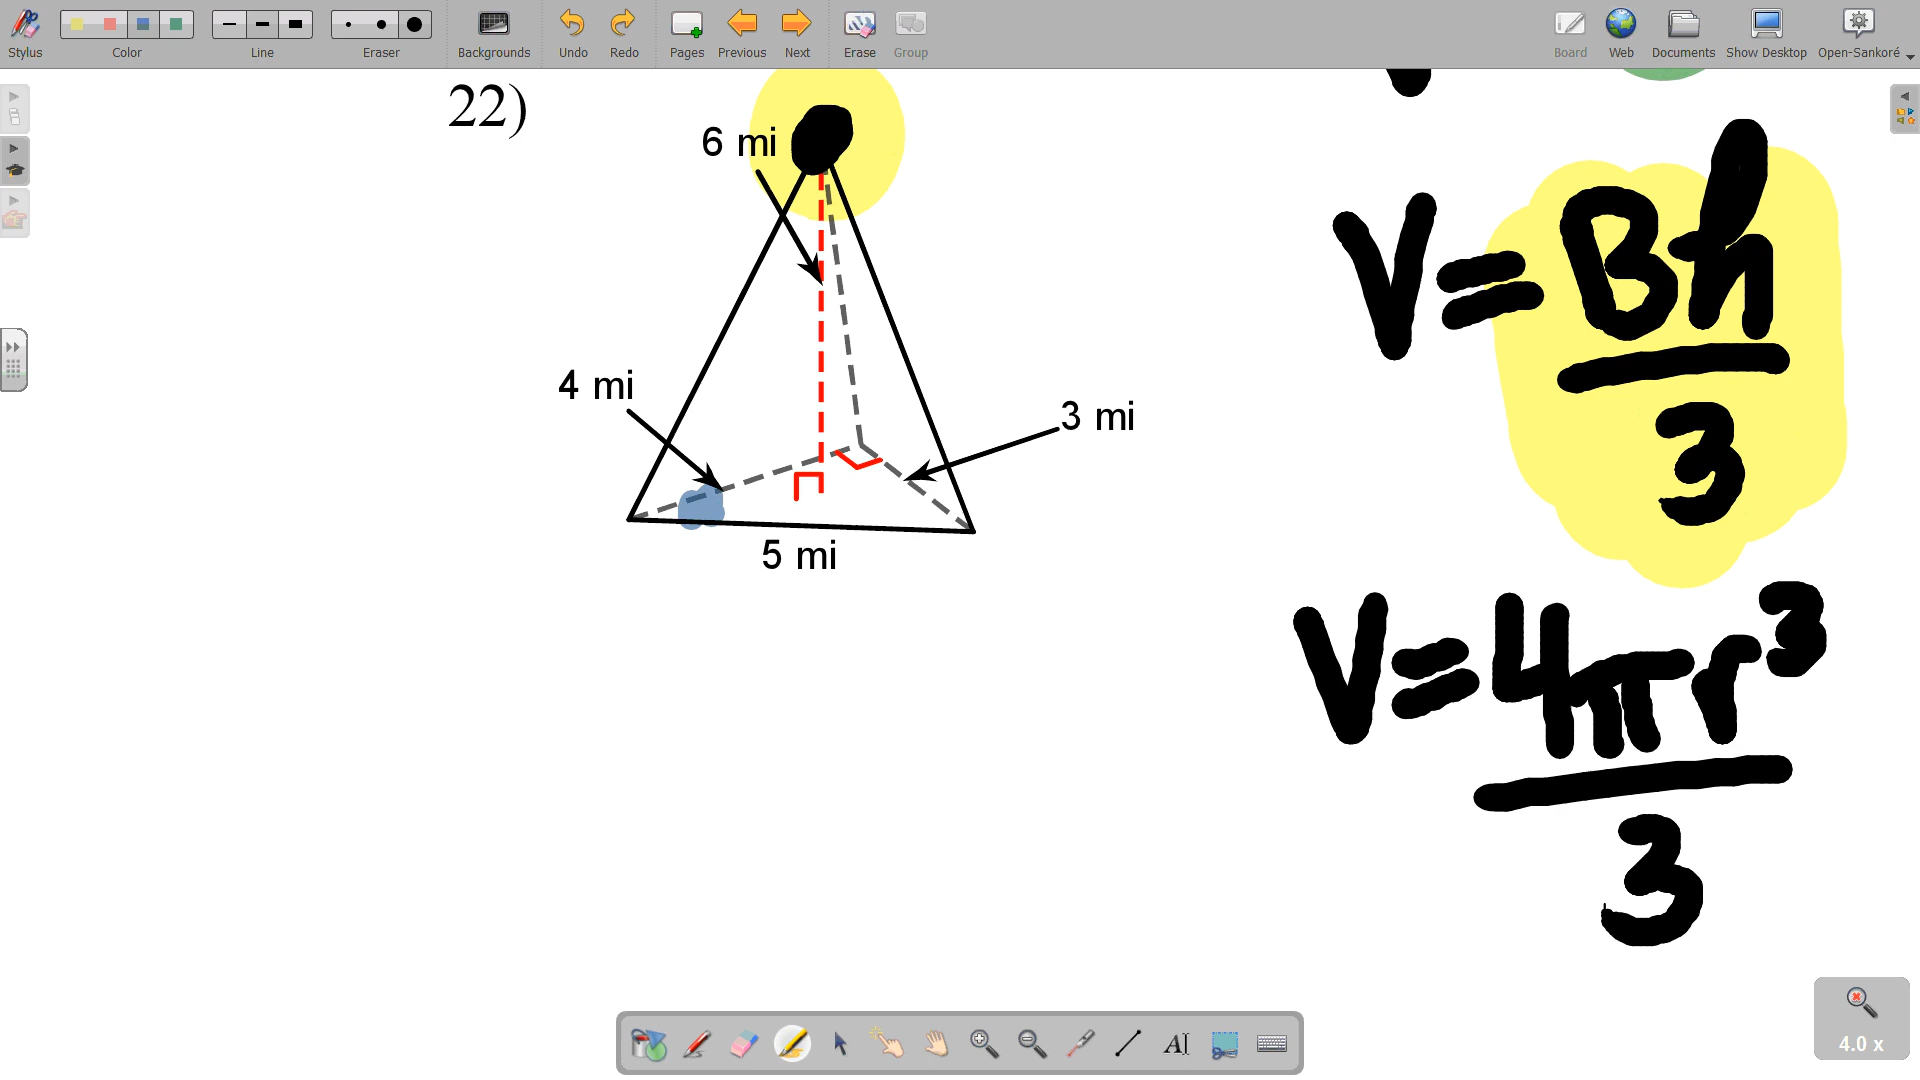 Stylus
Color
Line
Eraser
Backgrounds
Undo
Redo
Pages
Previous
Next
Erase
Group
Board
Web
Documents
Show Desktop
Open-Sankoré
22)
6 mi
4 mi
3 mi
5 mi
V=Bh
3
V=4πr³
3
4.0 x